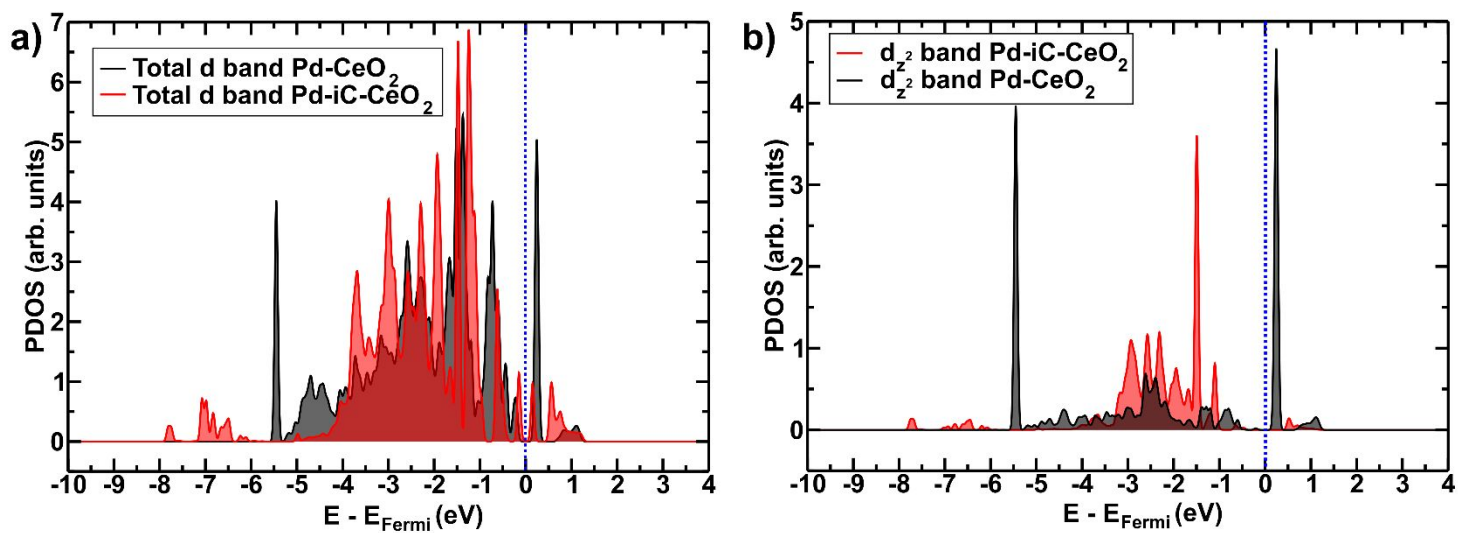 a)
Total d band Pd-CeO2
Total d band Pd-iC-CeO2
PDOS (arb. units)
7
6
5
4
3
2
1
0
-10 -9 -8 -7 -6 -5 -4 -3 -2 -1 0 1 2 3 4
E - EFermi (eV)
b)
dz2 band Pd-iC-CeO2
dz2 band Pd-CeO2
PDOS (arb. units)
5
4
3
2
1
0
-10 -9 -8 -7 -6 -5 -4 -3 -2 -1 0 1 2 3 4
E - EFermi (eV)